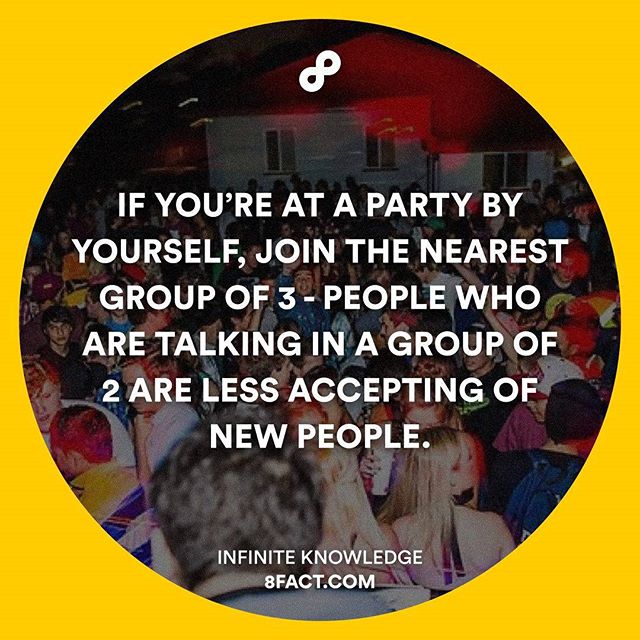 IF YOU’RE AT A PARTY BY
YOURSELF, JOIN THE NEAREST
GROUP OF 3 - PEOPLE WHO
ARE TALKING IN A GROUP OF
2 ARE LESS ACCEPTING OF
NEW PEOPLE.
INFINITE KNOWLEDGE
8FACT.COM